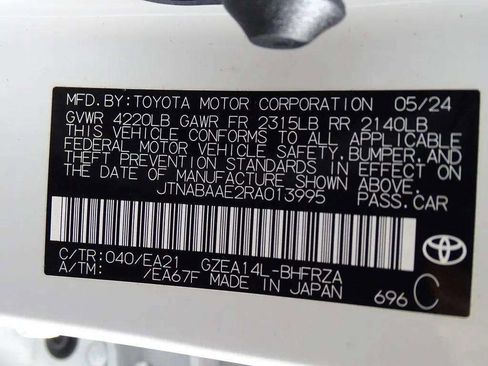 MFD.BY:TOYOTA MOTOR CORPORATION 05/24
GVWR 4220LB GAWR FR 2315LB RR 2140LB
THIS VEHICLE CONFORMS TO ALL APPLICABLE
FEDERAL MOTOR VEHICLE SAFETY,BUMPER,AND
THEFT PREVENTION STANDARDS IN EFFECT ON
THE DATE OF MANUFACTURE SHOWN ABOVE.
JTNABAAE2RA013995 PASS.CAR
C/TR:040/EA21 GZEA14L-BHFRZA
A/TM: /EA67F MADE IN JAPAN 696 C
TOYOTA